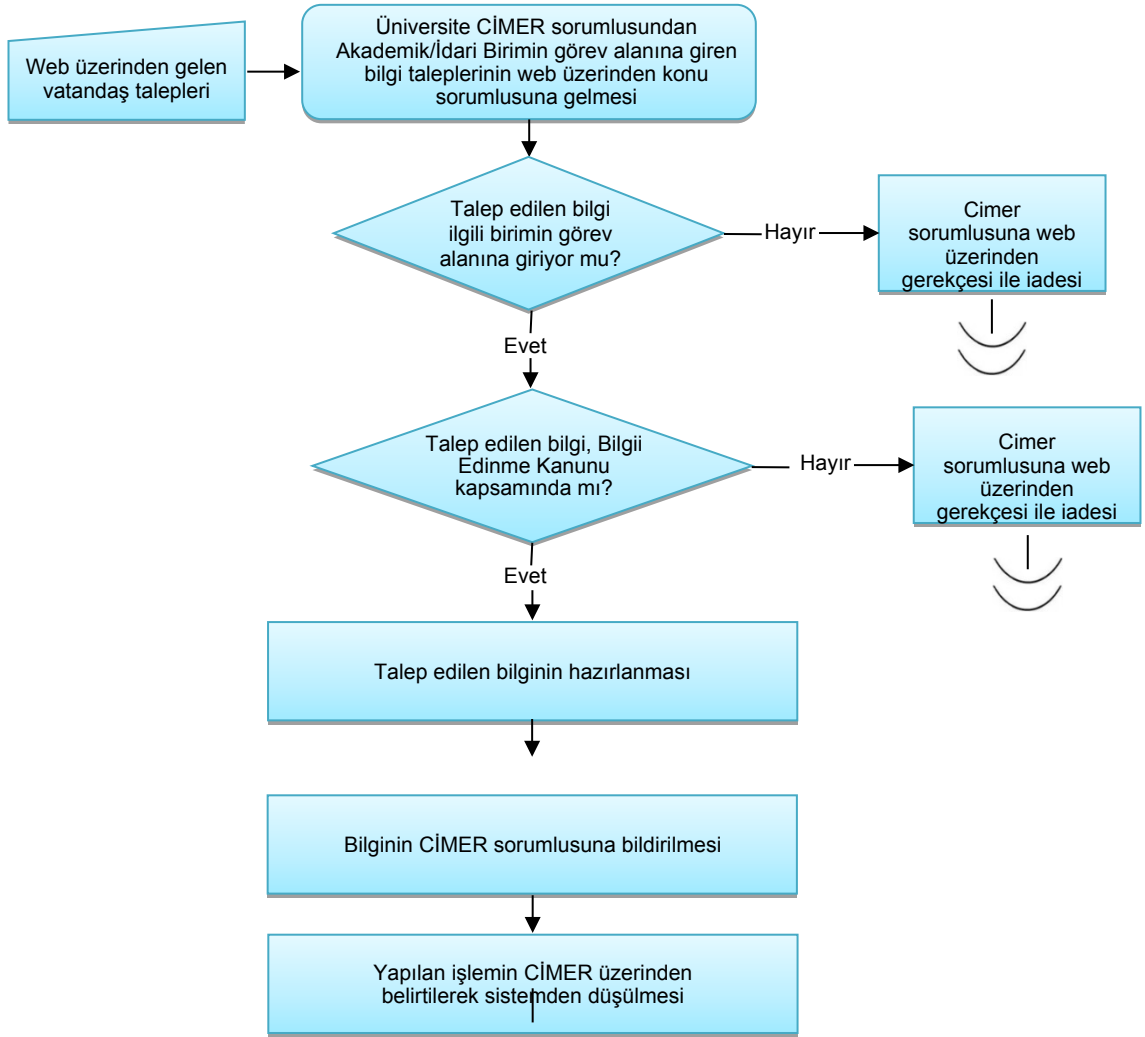 Web üzerinden gelen
vatandaş talepleri
Üniversite CİMER sorumlusundan
Akademik/İdari Birimin görev alanına giren
bilgi taleplerinin web üzerinden konu
sorumlusuna gelmesi
Talep edilen bilgi
ilgili birimin görev
alanına giriyor mu?
Hayır
Cimer
sorumlusuna web
üzerinden
gerekçesi ile iadesi
Evet
Talep edilen bilgi, Bilgii
Edinme Kanunu
kapsamında mı?
Hayır
Cimer
sorumlusuna web
üzerinden
gerekçesi ile iadesi
Evet
Talep edilen bilginin hazırlanması
Bilginin CİMER sorumlusuna bildirilmesi
Yapılan işlemin CİMER üzerinden
belirtilerek sistemden düşülmesi